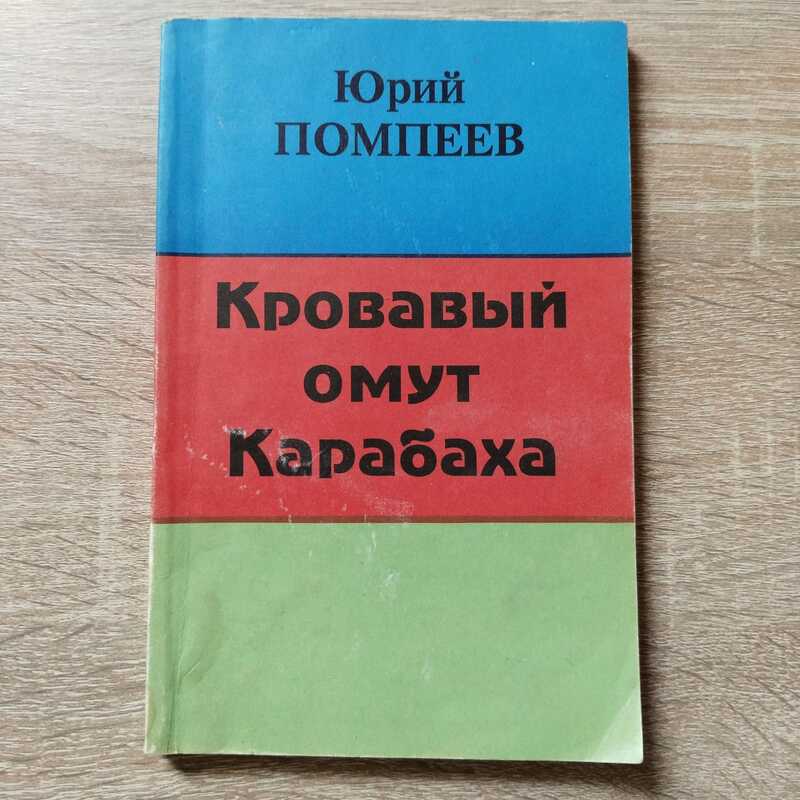 Юрий
ПОМПЕЕВ
Кровавый
омут
Карабаха